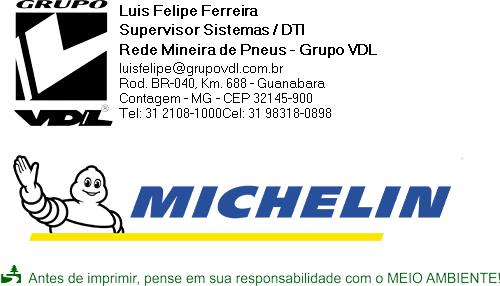 GRUPO
VDL®
Luis Felipe Ferreira
Supervisor Sistemas / DTI
Rede Mineira de Pneus - Grupo VDL
luisfelipe@grupovdl.com.br
Rod. BR-040, Km. 688 - Guanabara
Contagem - MG - CEP 32145-900
Tel: 31 2108-1000Cel: 31 98318-0898
MICHELIN
Antes de imprimir, pense em sua responsabilidade com o MEIO AMBIENTE!